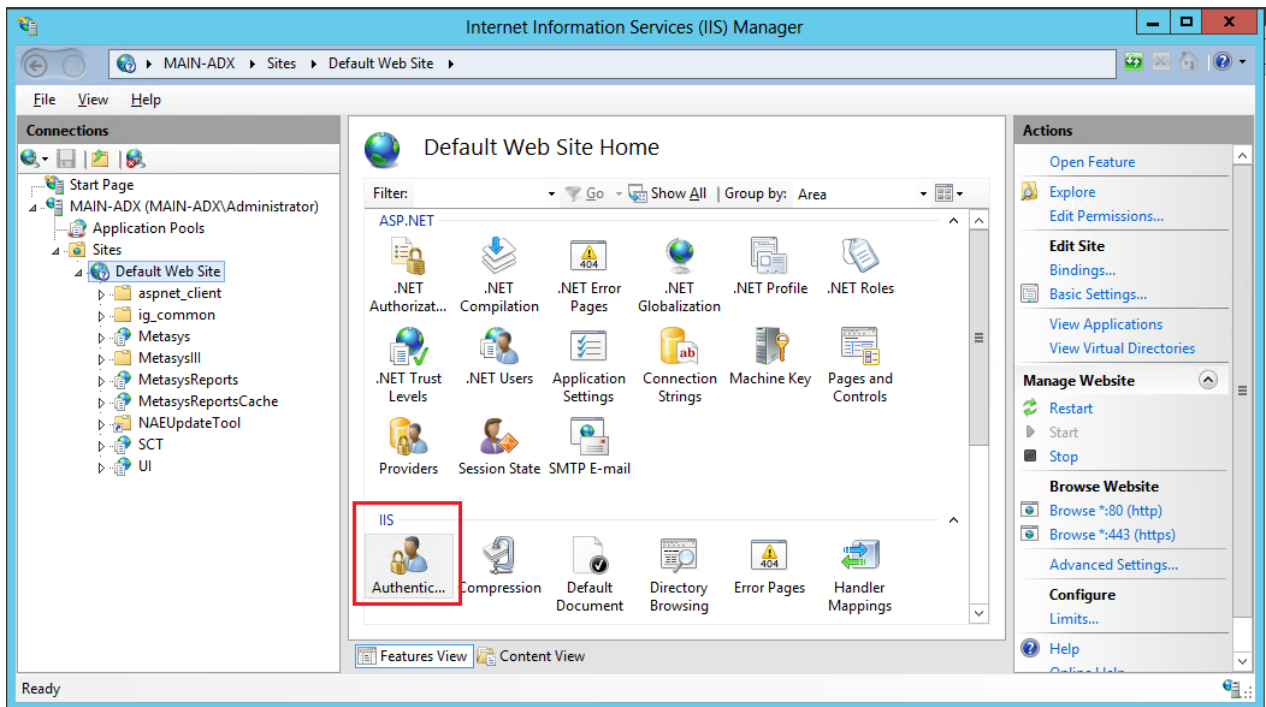 Internet Information Services (IIS) Manager
MAIN-ADX Sites Default Web Site
File View Help
Connections
Start Page
MAIN-ADX (MAIN-ADX\Administrator)
Application Pools
Sites
Default Web Site
aspnet_client
ig_common
Metasys
MetasysIII
MetasysReports
MetasysReportsCache
NAEUpdateTool
SCT
UI
Default Web Site Home
Filter: Go Show All Group by: Area
ASP.NET
.NET Authorizat...
.NET Compilation
.NET Error Pages
.NET Globalization
.NET Profile
.NET Roles
.NET Trust Levels
.NET Users
Application Settings
Connection Strings
Machine Key
Pages and Controls
Providers
Session State
SMTP E-mail
IIS
Authentic...
Compression
Default Document
Directory Browsing
Error Pages
Handler Mappings
Features View Content View
Actions
Open Feature
Explore
Edit Permissions...
Edit Site
Bindings...
Basic Settings...
View Applications
View Virtual Directories
Manage Website
Restart
Start
Stop
Browse Website
Browse *:80 (http)
Browse *:443 (https)
Advanced Settings...
Configure
Limits...
Help
Online Help
Ready